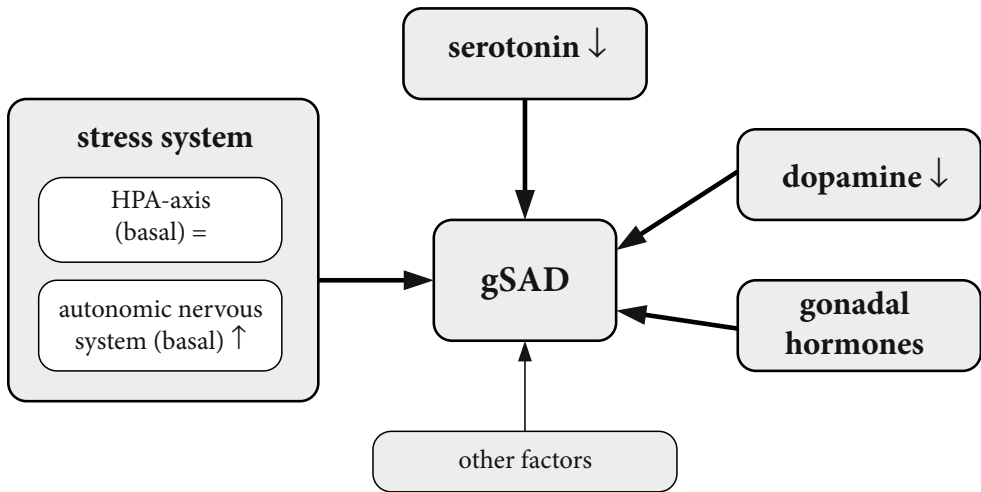 serotonin ↓
stress system
HPA-axis
(basal) =
autonomic nervous
system (basal) ↑
dopamine ↓
gSAD
gonadal
hormones
other factors